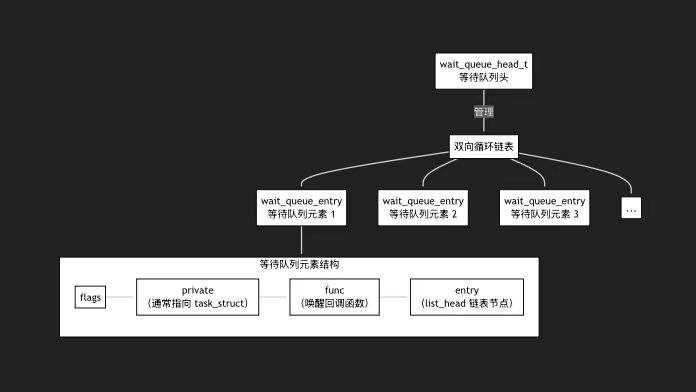 wait_queue_head_t
等待队列头
管理
双向循环链表
wait_queue_entry
等待队列元素 1
wait_queue_entry
等待队列元素 2
wait_queue_entry
等待队列元素 3
...
等待队列元素结构
flags
private
（通常指向 task_struct）
func
（唤醒回调函数）
entry
（list_head 链表节点）